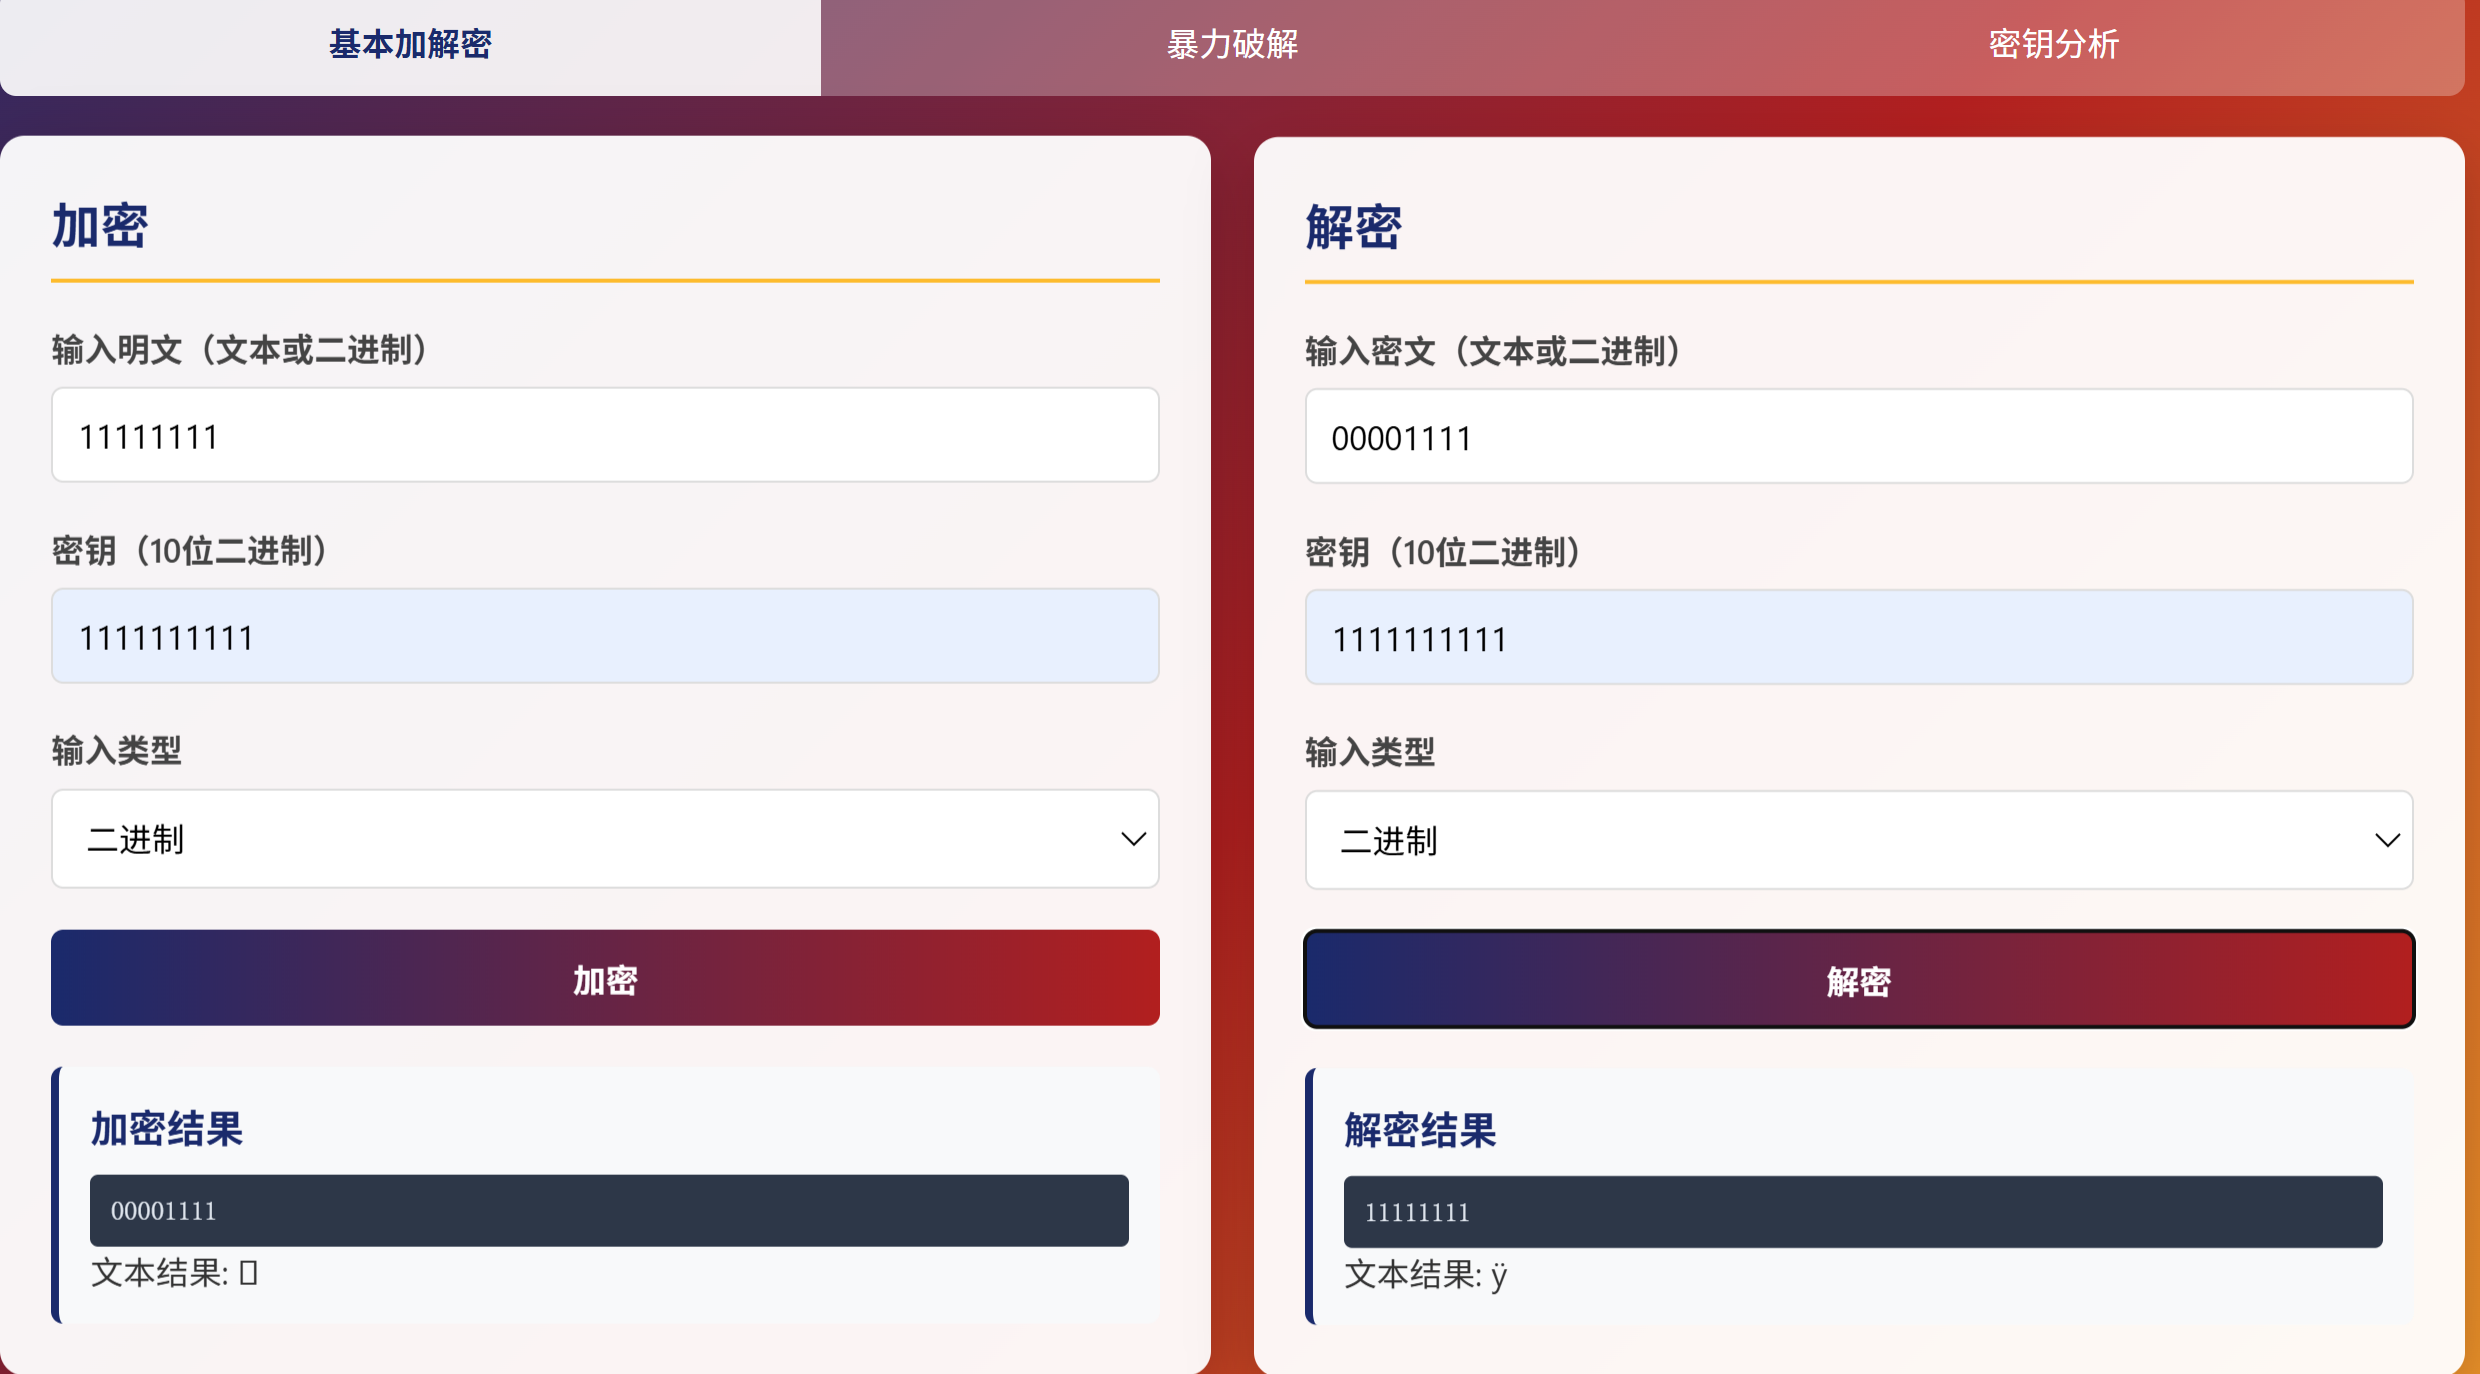 基本加解密
暴力破解
密钥分析
加密
输入明文（文本或二进制）
11111111
密钥（10位二进制）
1111111111
输入类型
二进制
加密
加密结果
00001111
文本结果: 
解密
输入密文（文本或二进制）
00001111
密钥（10位二进制）
1111111111
输入类型
二进制
解密
解密结果
11111111
文本结果: ÿ